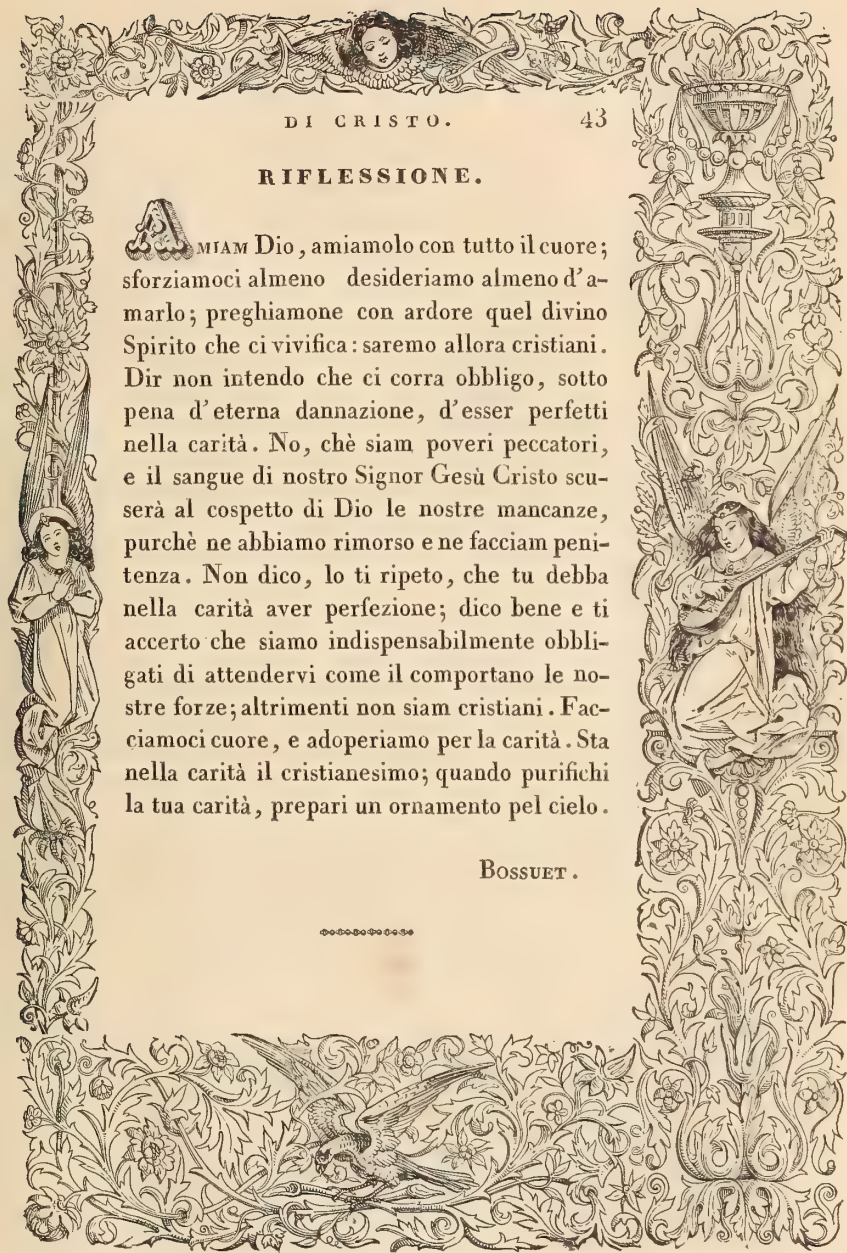 DI CRISTO. 43
RIFLESSIONE.
AMIAM Dio, amiamolo con tutto il cuore;
sforziamoci almeno desideriamo almeno d'a-
marlo; preghiamone con ardore quel divino
Spirito che ci vivifica: saremo allora cristiani.
Dir non intendo che ci corra obbligo, sotto
pena d'eterna dannazione, d'esser perfetti
nella carità. No, chè siam poveri peccatori,
e il sangue di nostro Signor Gesù Cristo scu-
serà al cospetto di Dio le nostre mancanze,
purchè ne abbiamo rimorso e ne facciam peni-
tenza. Non dico, lo ti ripeto, che tu debba
nella carità aver perfezione; dico bene e ti
accerto che siamo indispensabilmente obbli-
gati di attendervi come il comportano le no-
stre forze; altrimenti non siam cristiani. Fac-
ciamoci cuore, e adoperiamo per la carità. Sta
nella carità il cristianesimo; quando purifichi
la tua carità, prepari un ornamento pel cielo.
BOSSUET.